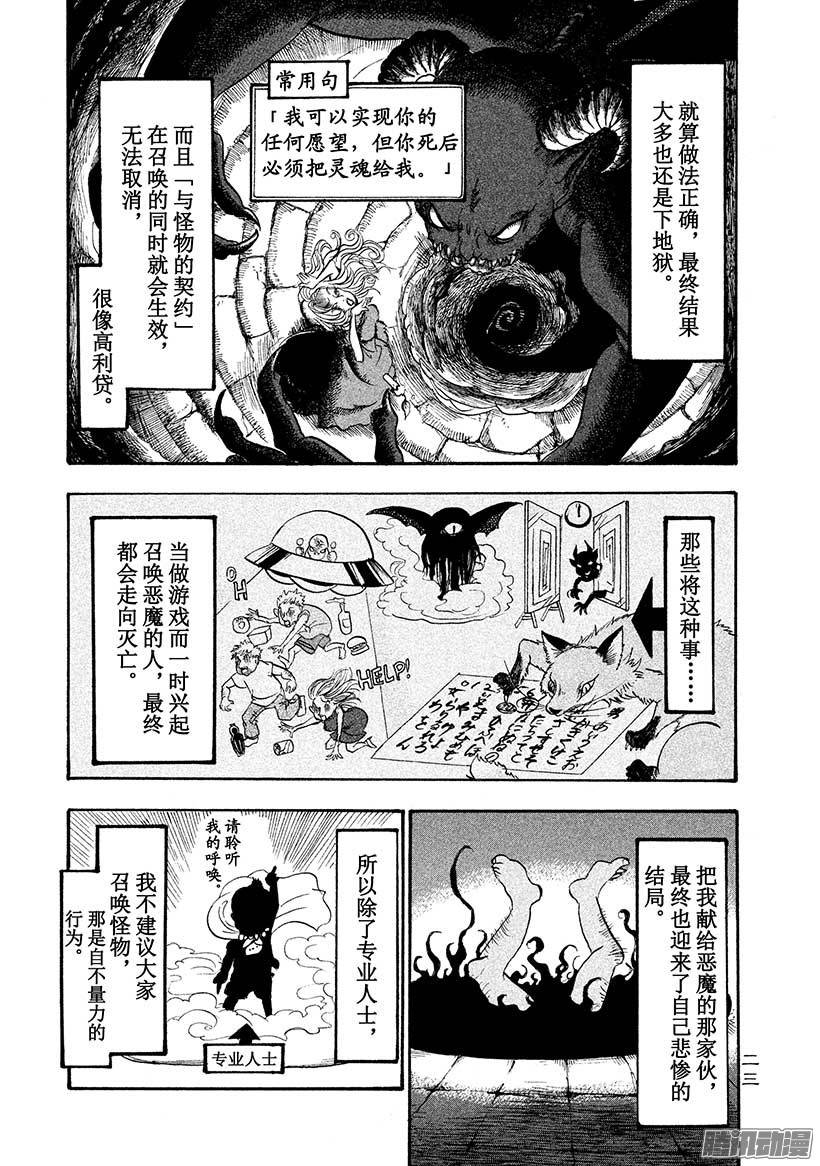 就算做法正确，最终结果
大多也还是下地狱。
常用句
「我可以实现你的
任何愿望，但你死后
必须把灵魂给我。」
而且「与怪物的契约」
在召唤的同时就会生效，
无法取消，
很像高利贷。
那些将这种事……
OH
HELP!
当做游戏而一时兴起
召唤恶魔的人，最终
都会走向灭亡。
把我献给恶魔的那家伙，
最终也迎来了自己悲惨的
结局。
所以除了专业人士，
请聆听
我的呼唤。
专业人士
我不建议大家
召唤怪物，
那是自不量力的
行为。
二三
腾讯动漫